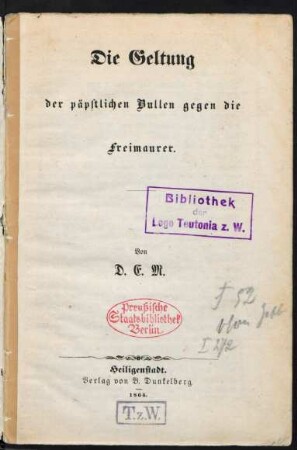 Die Geltung
der päpstlichen Bullen gegen die
Freimaurer.
Bibliothek
der
Loge Teutonia z. W.
Von
D. E. N.
Preußische
Staatsbibliothek
Berlin
Heiligenstadt.
Verlag von V. Dunkelberg
1864.
T.z.W.